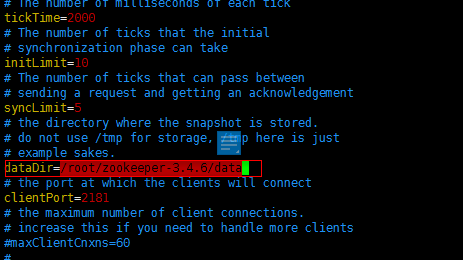 # The number of milliseconds of each tick
tickTime=2000
# The number of ticks that the initial
# synchronization phase can take
initLimit=10
# The number of ticks that can pass between
# sending a request and getting an acknowledgement
syncLimit=5
# the directory where the snapshot is stored.
# do not use /tmp for storage, here is just
# example sakes.
dataDir=/root/zookeeper-3.4.6/data
# the port at which the clients will connect
clientPort=2181
# the maximum number of client connections.
# increase this if you need to handle more clients
#maxClientCnxns=60
#